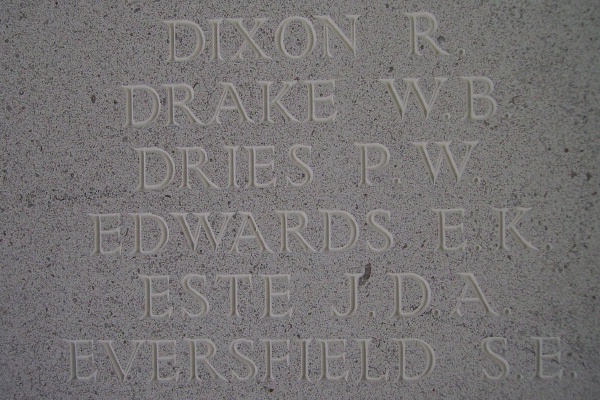 DIXON R.
DRAKE W.B.
DRIES P.W.
EDWARDS E.K.
ESTE J.D.A.
EVERSFIELD S.E.